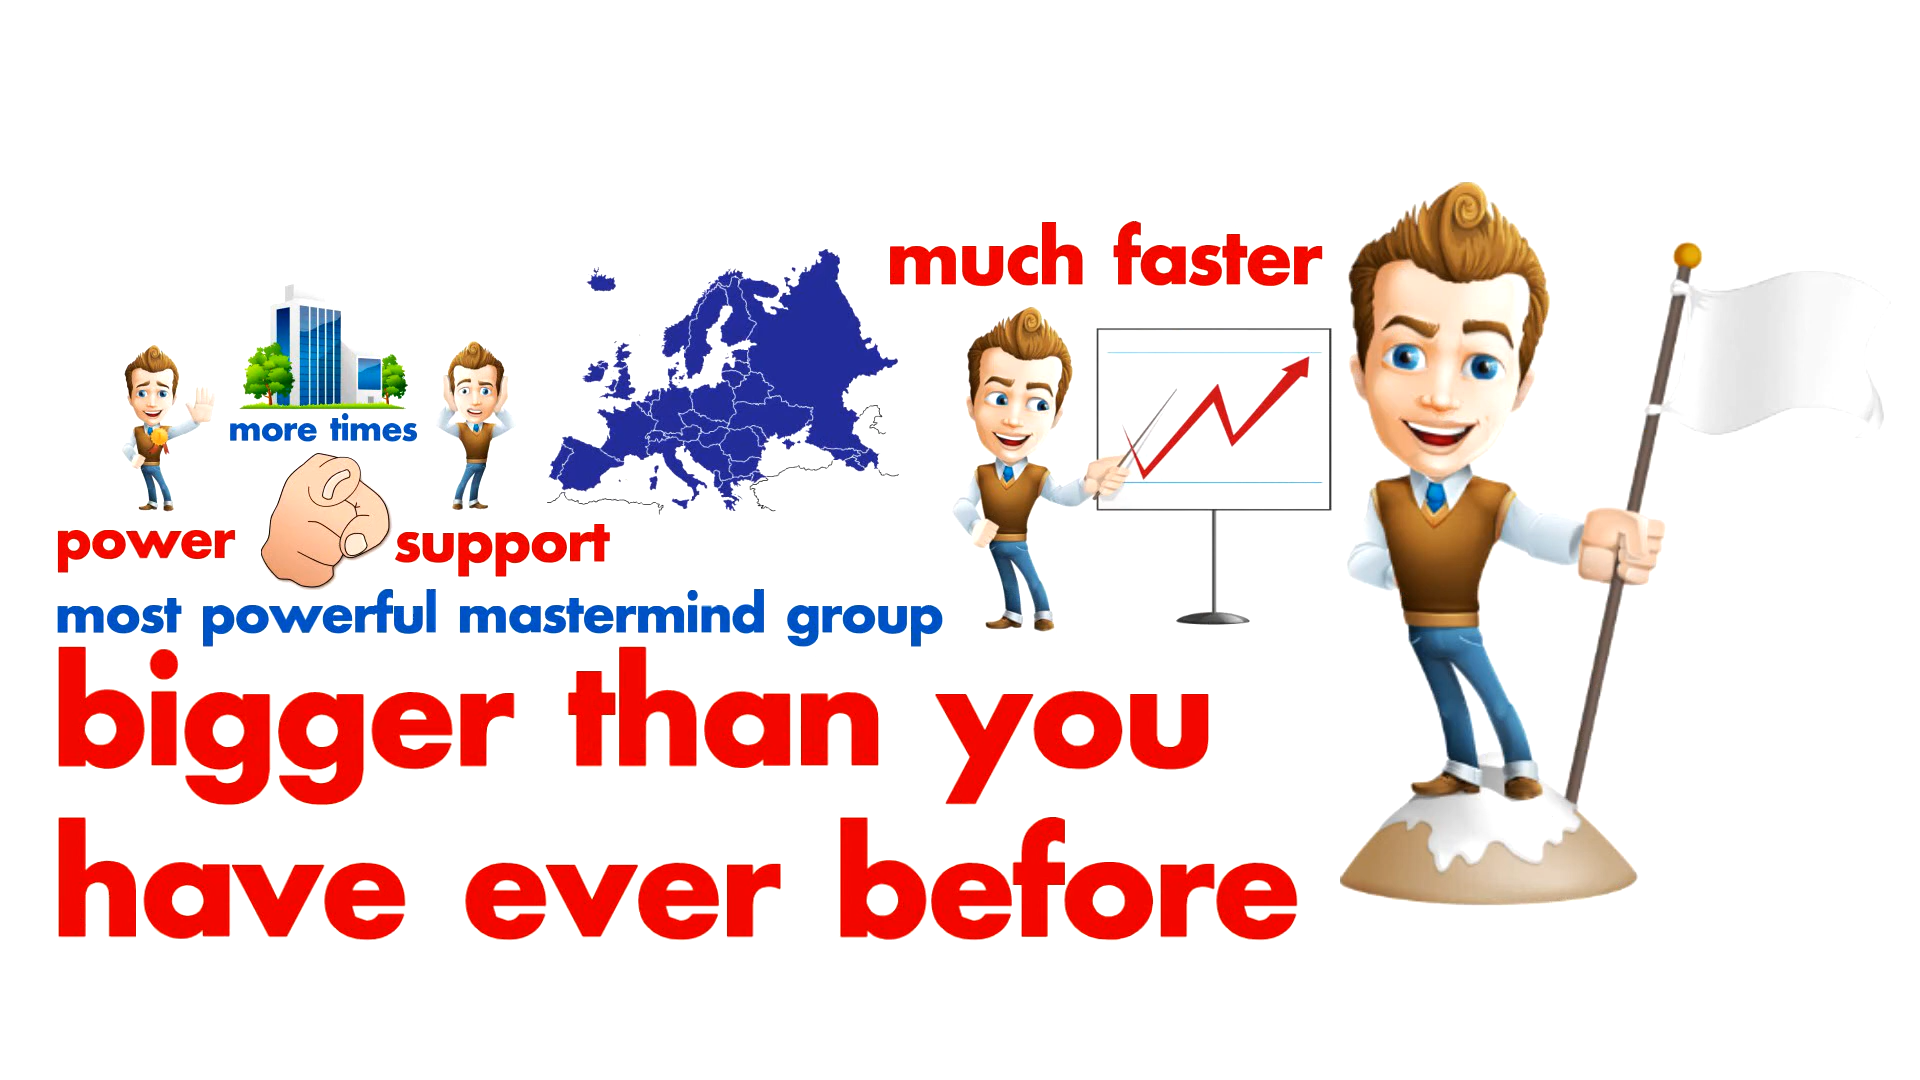 much faster
more times
power
support
most powerful mastermind group
bigger than you
have ever before